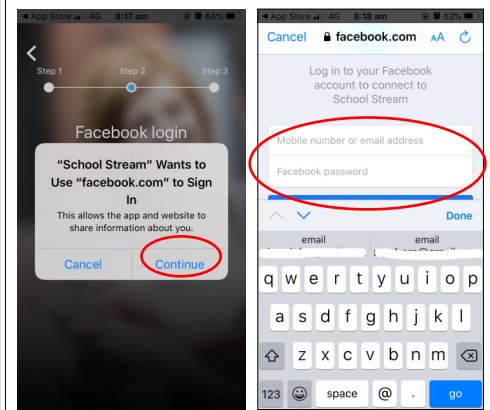 App Store 4G 8:17 am 66%
Step 1 Step 2 Step 3
Facebook login
“School Stream” Wants to
Use “facebook.com” to Sign
In
This allows the app and website to
share information about you.
Cancel Continue
App Store 4G 8:18 am 63%
Cancel facebook.com AA
Log in to your Facebook
account to connect to
School Stream
Mobile number or email address
Facebook password
Done
email email
q w e r t y u i o p
a s d f g h j k l
z x c v b n m
123 space @ . go